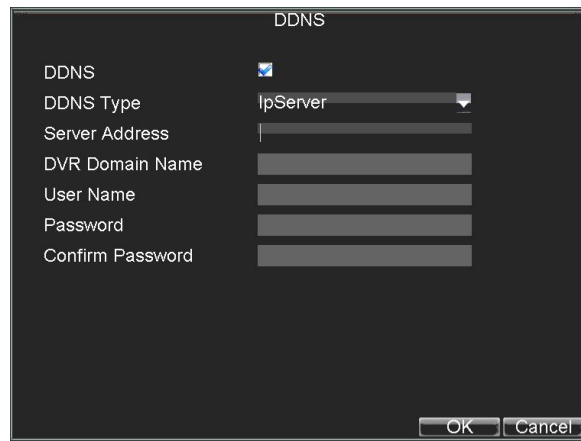 DDNS
DDNS
DDNS Type IpServer
Server Address
DVR Domain Name
User Name
Password
Confirm Password
OK Cancel